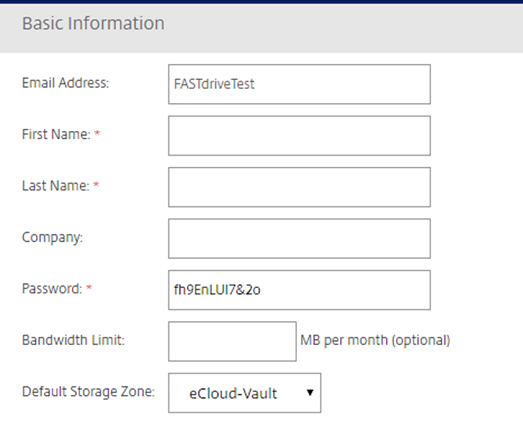 Basic Information
Email Address: FASTdriveTest
First Name: *
Last Name: *
Company:
Password: * fh9EnLUI7&2o
Bandwidth Limit: MB per month (optional)
Default Storage Zone: eCloud-Vault